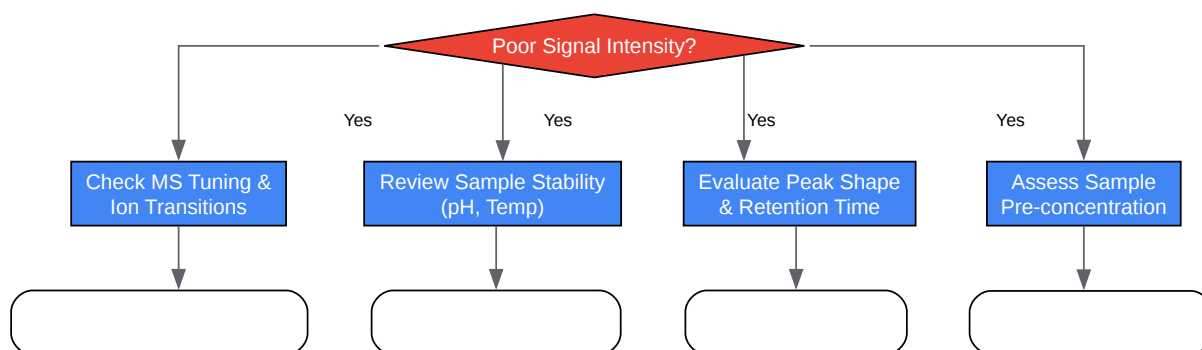 Poor Signal Intensity?
Yes
Yes
Yes
Yes
Check MS Tuning &
Ion Transitions
Review Sample Stability
(pH, Temp)
Evaluate Peak Shape
& Retention Time
Assess Sample
Pre-concentration